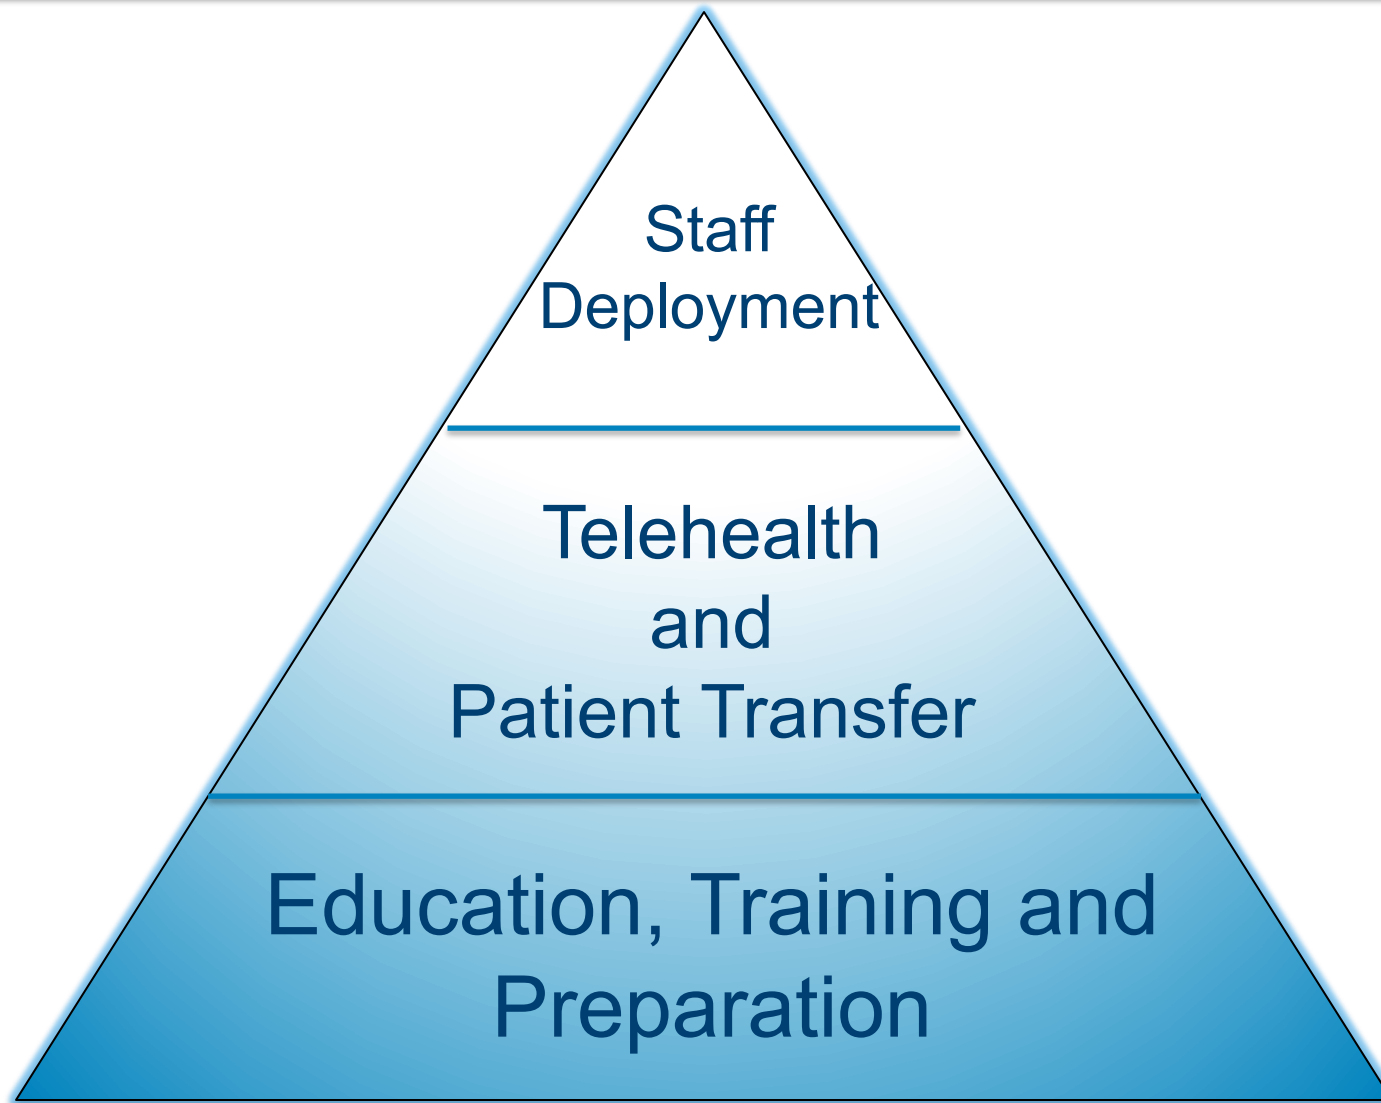 Staff
Deployment
Telehealth
and
Patient Transfer
Education, Training and
Preparation